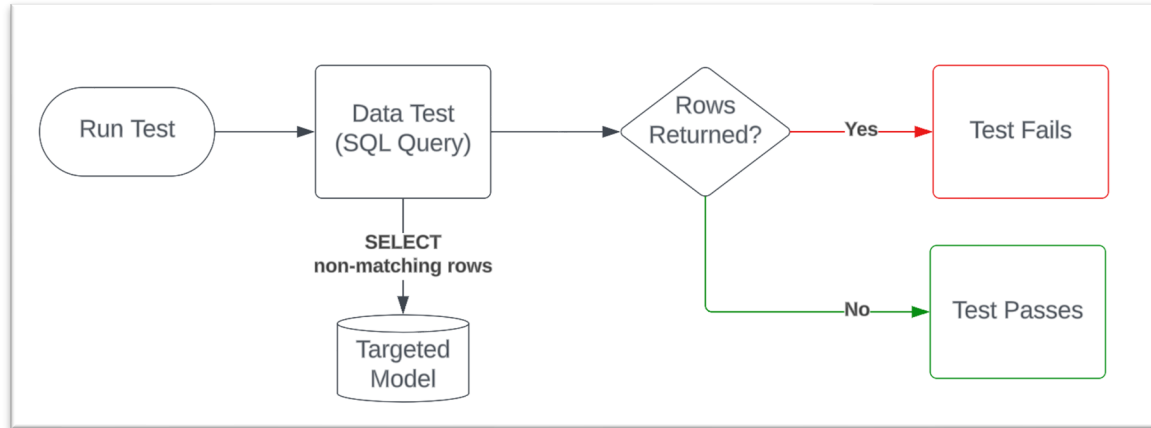 Run Test
Data Test
(SQL Query)
Rows
Returned?
Yes
Test Fails
SELECT
non-matching rows
No
Test Passes
Targeted
Model